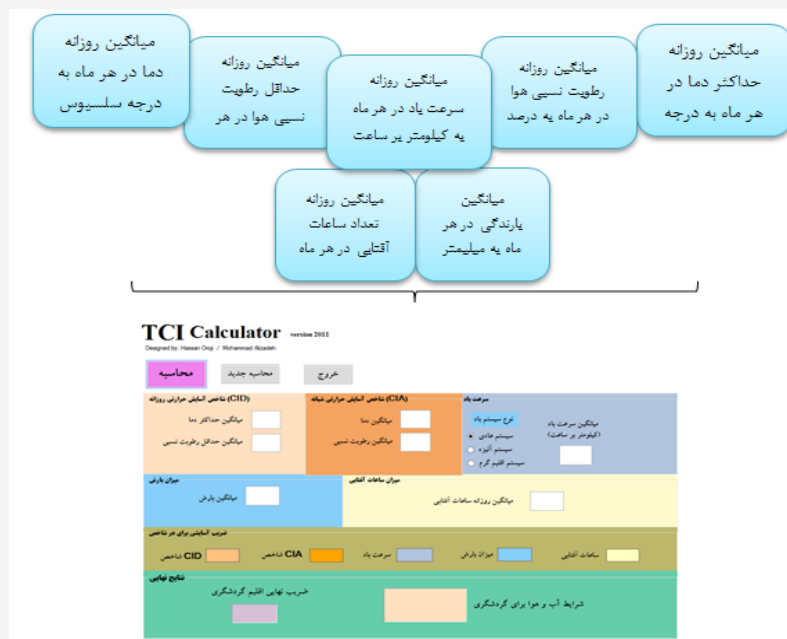 میانگین روزانه
حداکثر دما در
هر ماه به درجه
میانگین روزانه
رطوبت نسبی هوا
در هر ماه به درصد
میانگین روزانه
سرعت باد در هر ماه
به کیلومتر بر ساعت
میانگین روزانه
حداقل رطوبت
نسبی هوا در هر
میانگین روزانه
دما در هر ماه به
درجه سلسیوس
میانگین
بارندگی در هر
ماه به میلیمتر
میانگین روزانه
تعداد ساعات
آفتابی در هر ماه
TCI Calculator version 2011
Designed by: Hassan Oroji / Mohammad Alizadeh
محاسبه
محاسبه جدید
خروج
(CID) شاخص آسایش حرارتی روزانه
میانگین حداکثر دما
میانگین حداقل رطوبت نسبی
(CIA) شاخص آسایش حرارتی شبانه
میانگین دما
میانگین رطوبت نسبی
سرعت باد
نوع سیستم باد
سیستم عادی
سیستم آلیزه
سیستم اقلیم گرم
میانگین سرعت باد
(کیلومتر بر ساعت)
میزان بارش
میانگین بارش
میزان ساعات آفتابی
میانگین روزانه ساعات آفتابی
ضریب آسایشی برای هر شاخص
شاخص CID
شاخص CIA
سرعت باد
میزان بارش
ساعات آفتابی
نتایج نهایی
ضریب نهایی اقلیم گردشگری
شرایط آب و هوا برای گردشگری